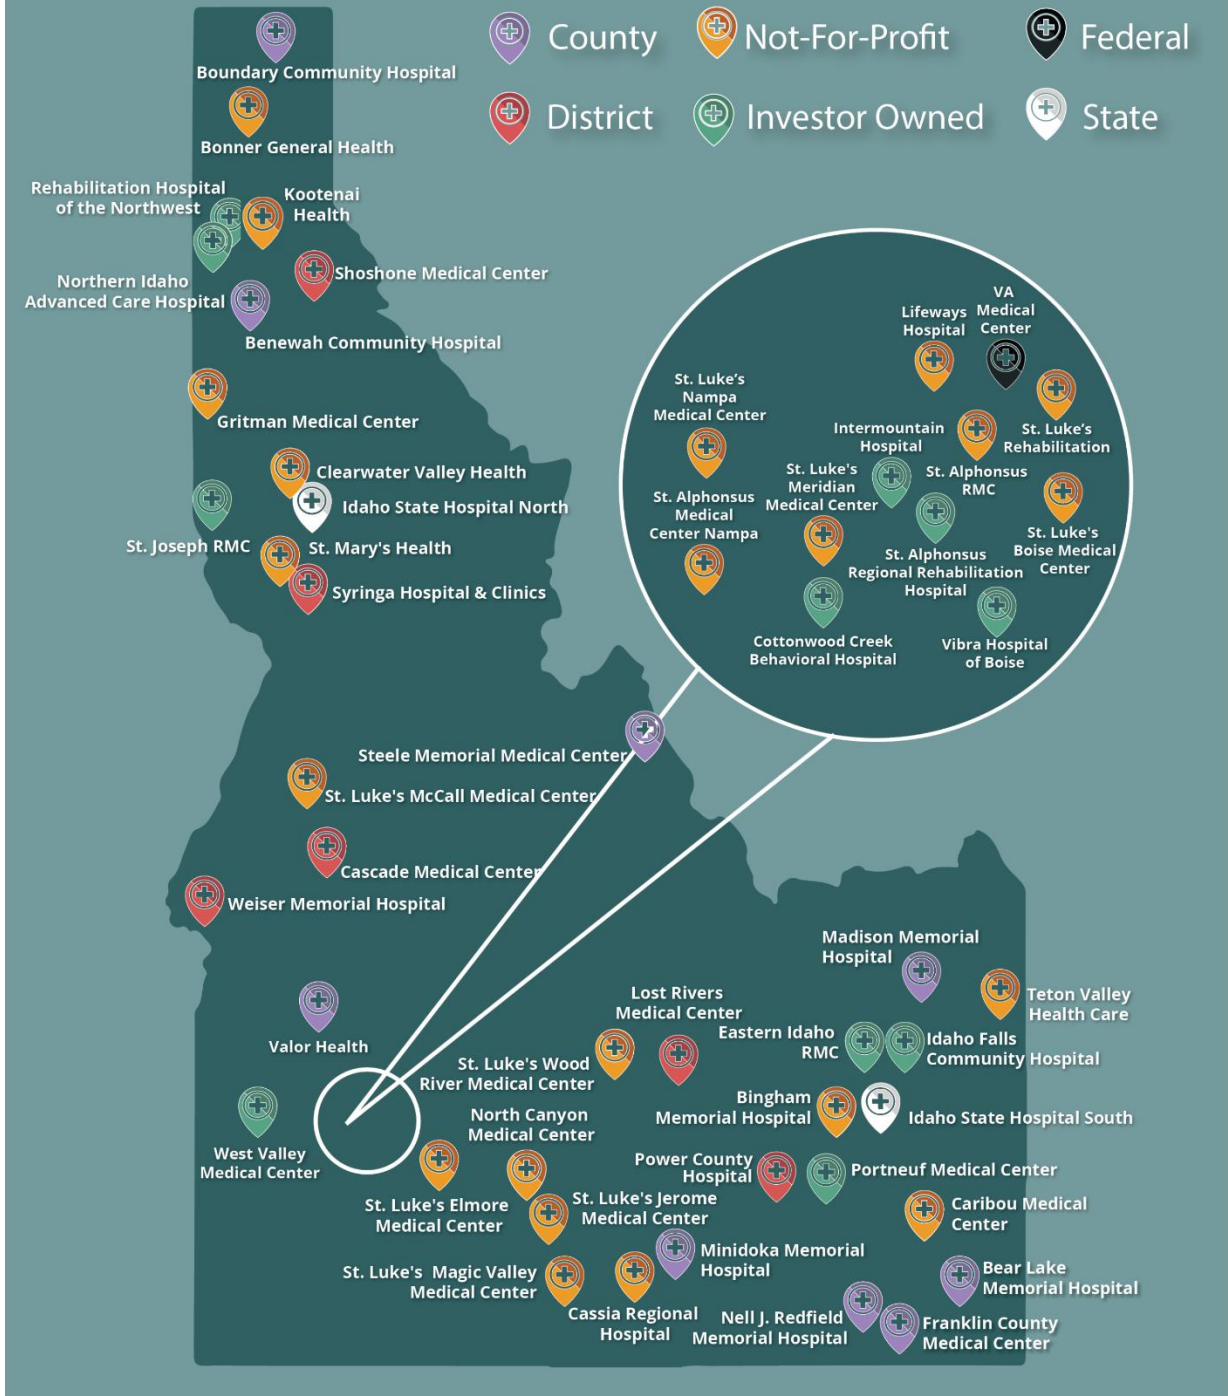 County
Not-For-Profit
Federal
District
Investor Owned
State
Boundary Community Hospital
Bonner General Health
Rehabilitation Hospital
of the Northwest
Kootenai
Health
Shoshone Medical Center
Northern Idaho
Advanced Care Hospital
Benewah Community Hospital
Gritman Medical Center
Clearwater Valley Health
Idaho State Hospital North
St. Joseph RMC
St. Mary's Health
Syringa Hospital & Clinics
VA
Medical
Center
Lifeways
Hospital
St. Luke's
Nampa
Medical Center
St. Luke's
Rehabilitation
Intermountain
Hospital
St. Alphonsus
RMC
St. Luke's
Meridian
Medical Center
St. Alphonsus
Medical
Center Nampa
St. Luke's
Boise Medical
Center
St. Alphonsus
Regional Rehabilitation
Hospital
Cottonwood Creek
Behavioral Hospital
Vibra Hospital
of Boise
Steele Memorial Medical Center
St. Luke's McCall Medical Center
Cascade Medical Center
Weiser Memorial Hospital
Madison Memorial
Hospital
Teton Valley
Health Care
Lost Rivers
Medical Center
Eastern Idaho
RMC
Idaho Falls
Community Hospital
Valor Health
St. Luke's Wood
River Medical Center
Bingham
Memorial Hospital
Idaho State Hospital South
North Canyon
Medical Center
West Valley
Medical Center
Power County
Hospital
Portneuf Medical Center
St. Luke's Elmore
Medical Center
St. Luke's Jerome
Medical Center
Caribou Medical
Center
Minidoka Memorial
Hospital
St. Luke's  Magic Valley
Medical Center
Bear Lake
Memorial Hospital
Cassia Regional
Hospital
Nell J. Redfield
Memorial Hospital
Franklin County
Medical Center